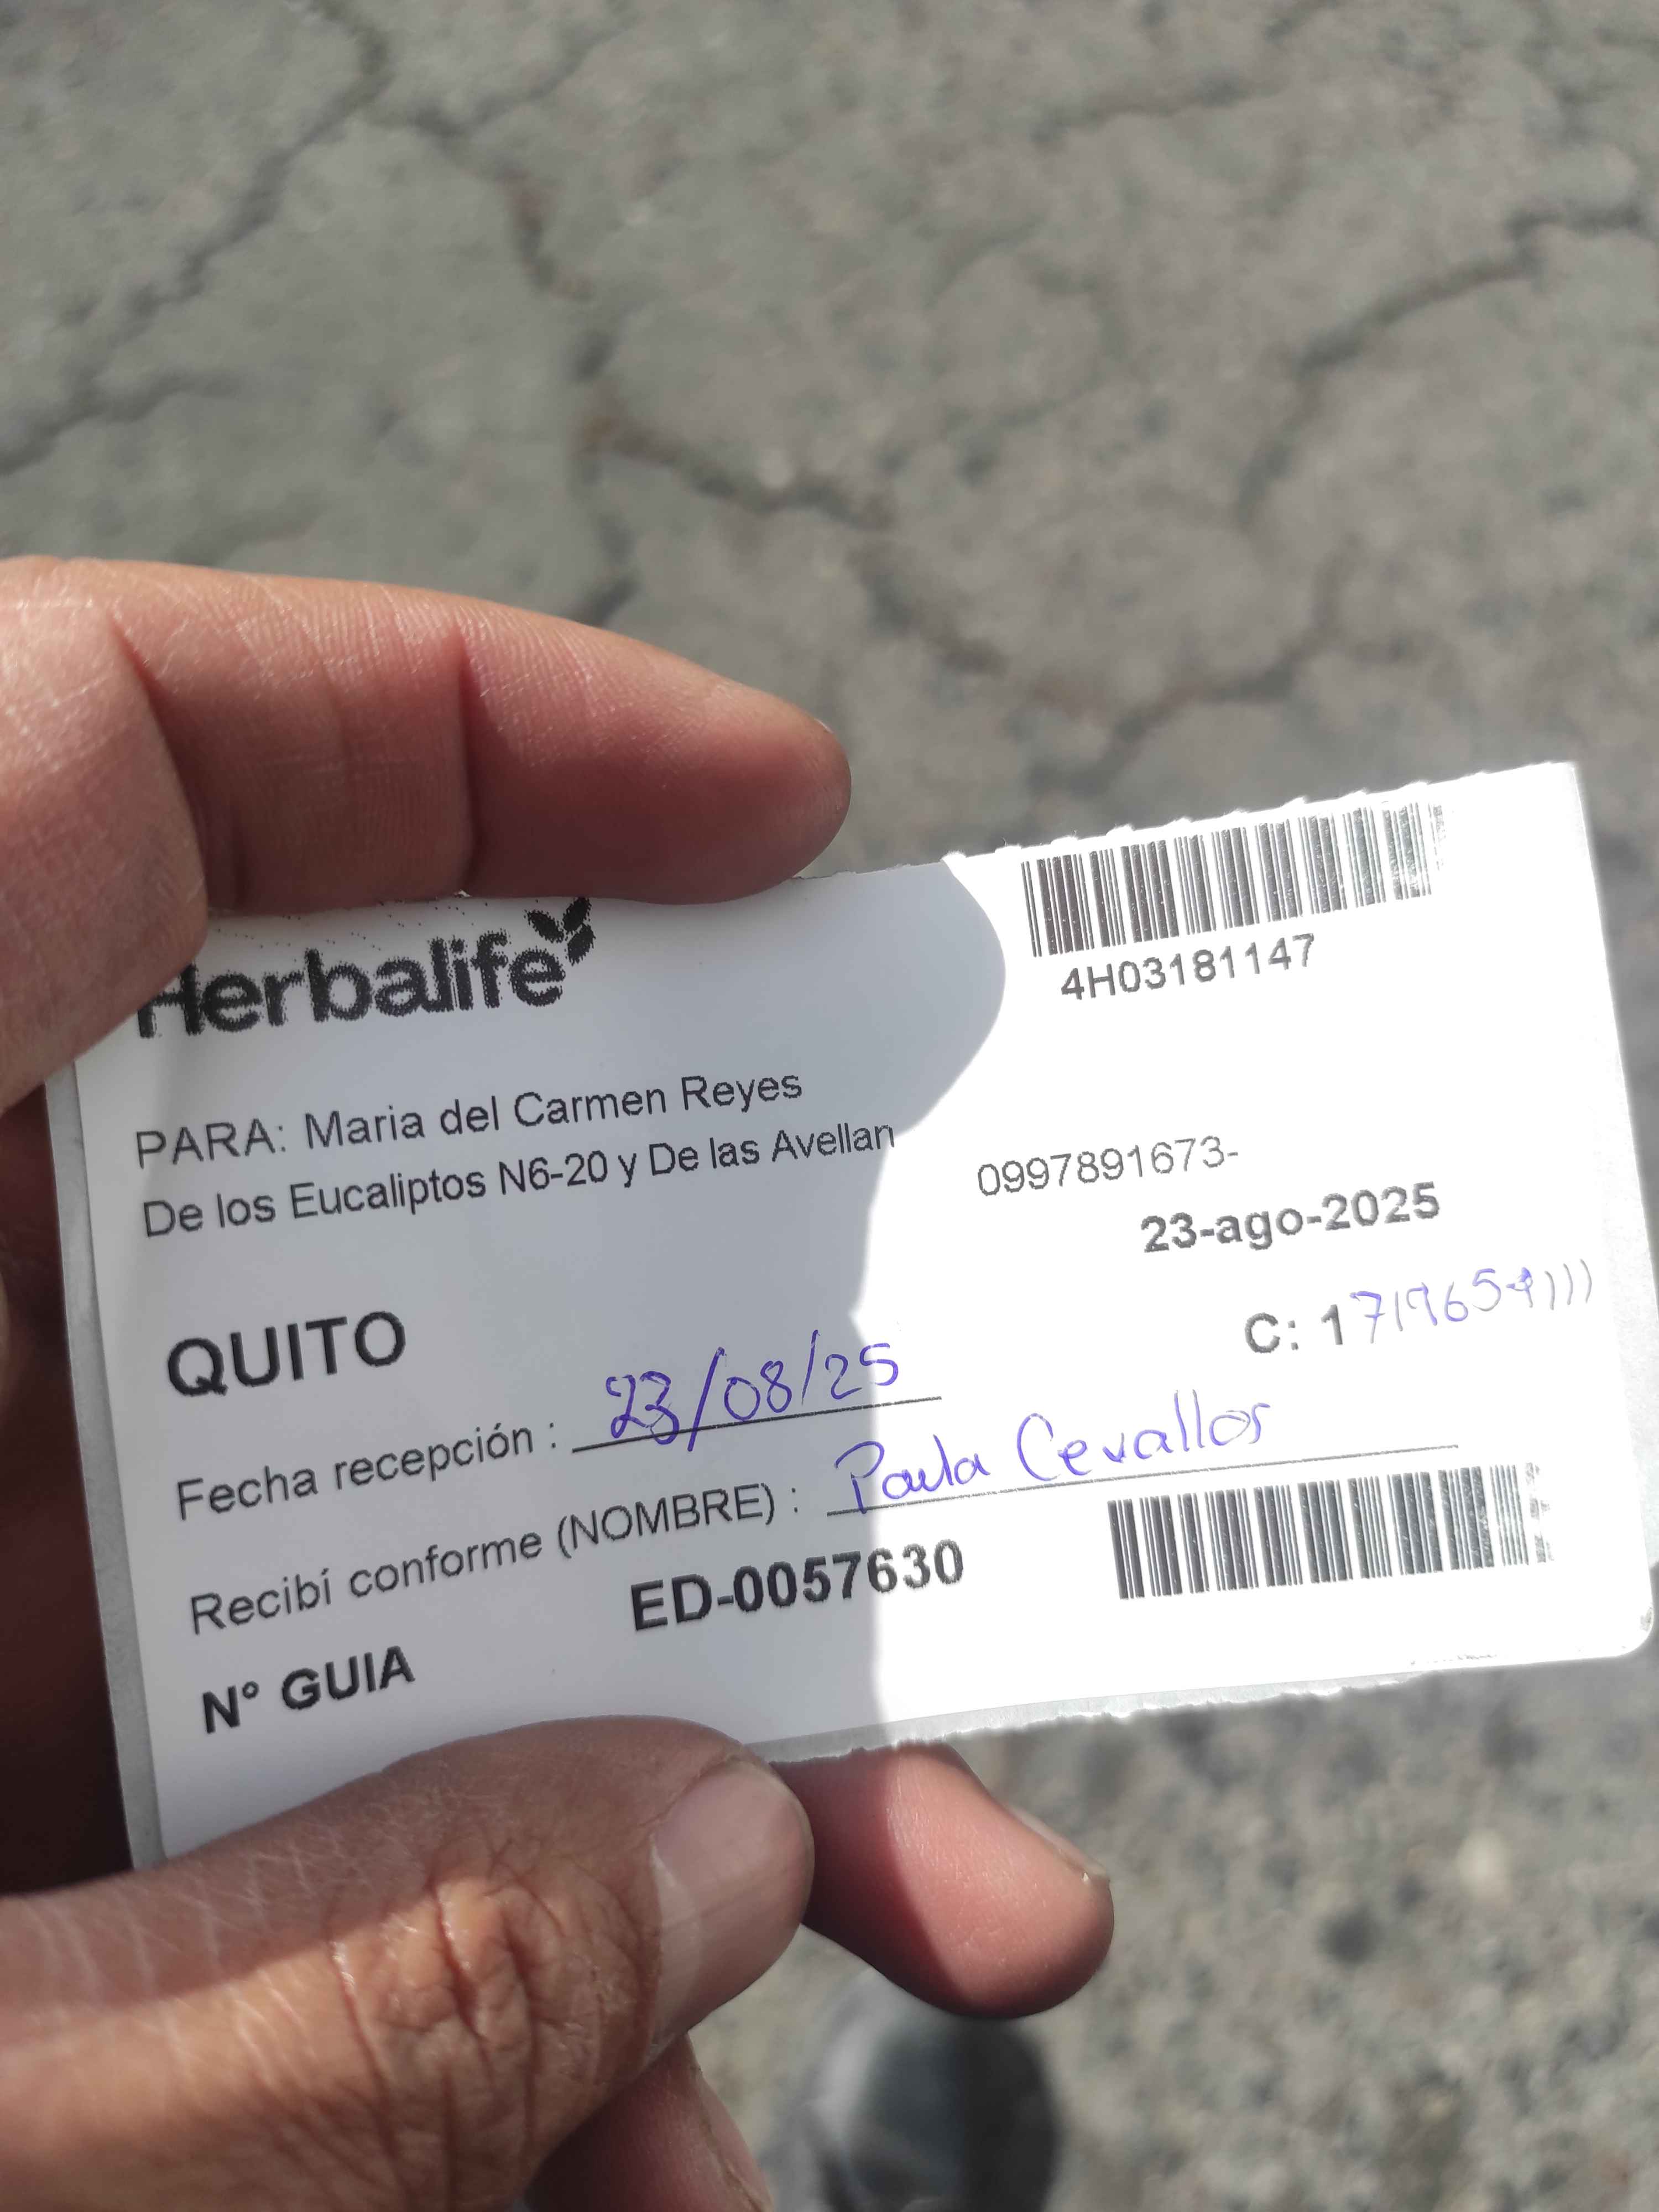 Herbalife
4H03181147
PARA: Maria del Carmen Reyes
De los Eucaliptos N6-20 y De las Avellan
0997891673-
23-ago-2025
QUITO
C: 1
Fecha recepción : 23/08/25
Recibí conforme (NOMBRE) : Paula Cevallos
N° GUIA
ED-0057630